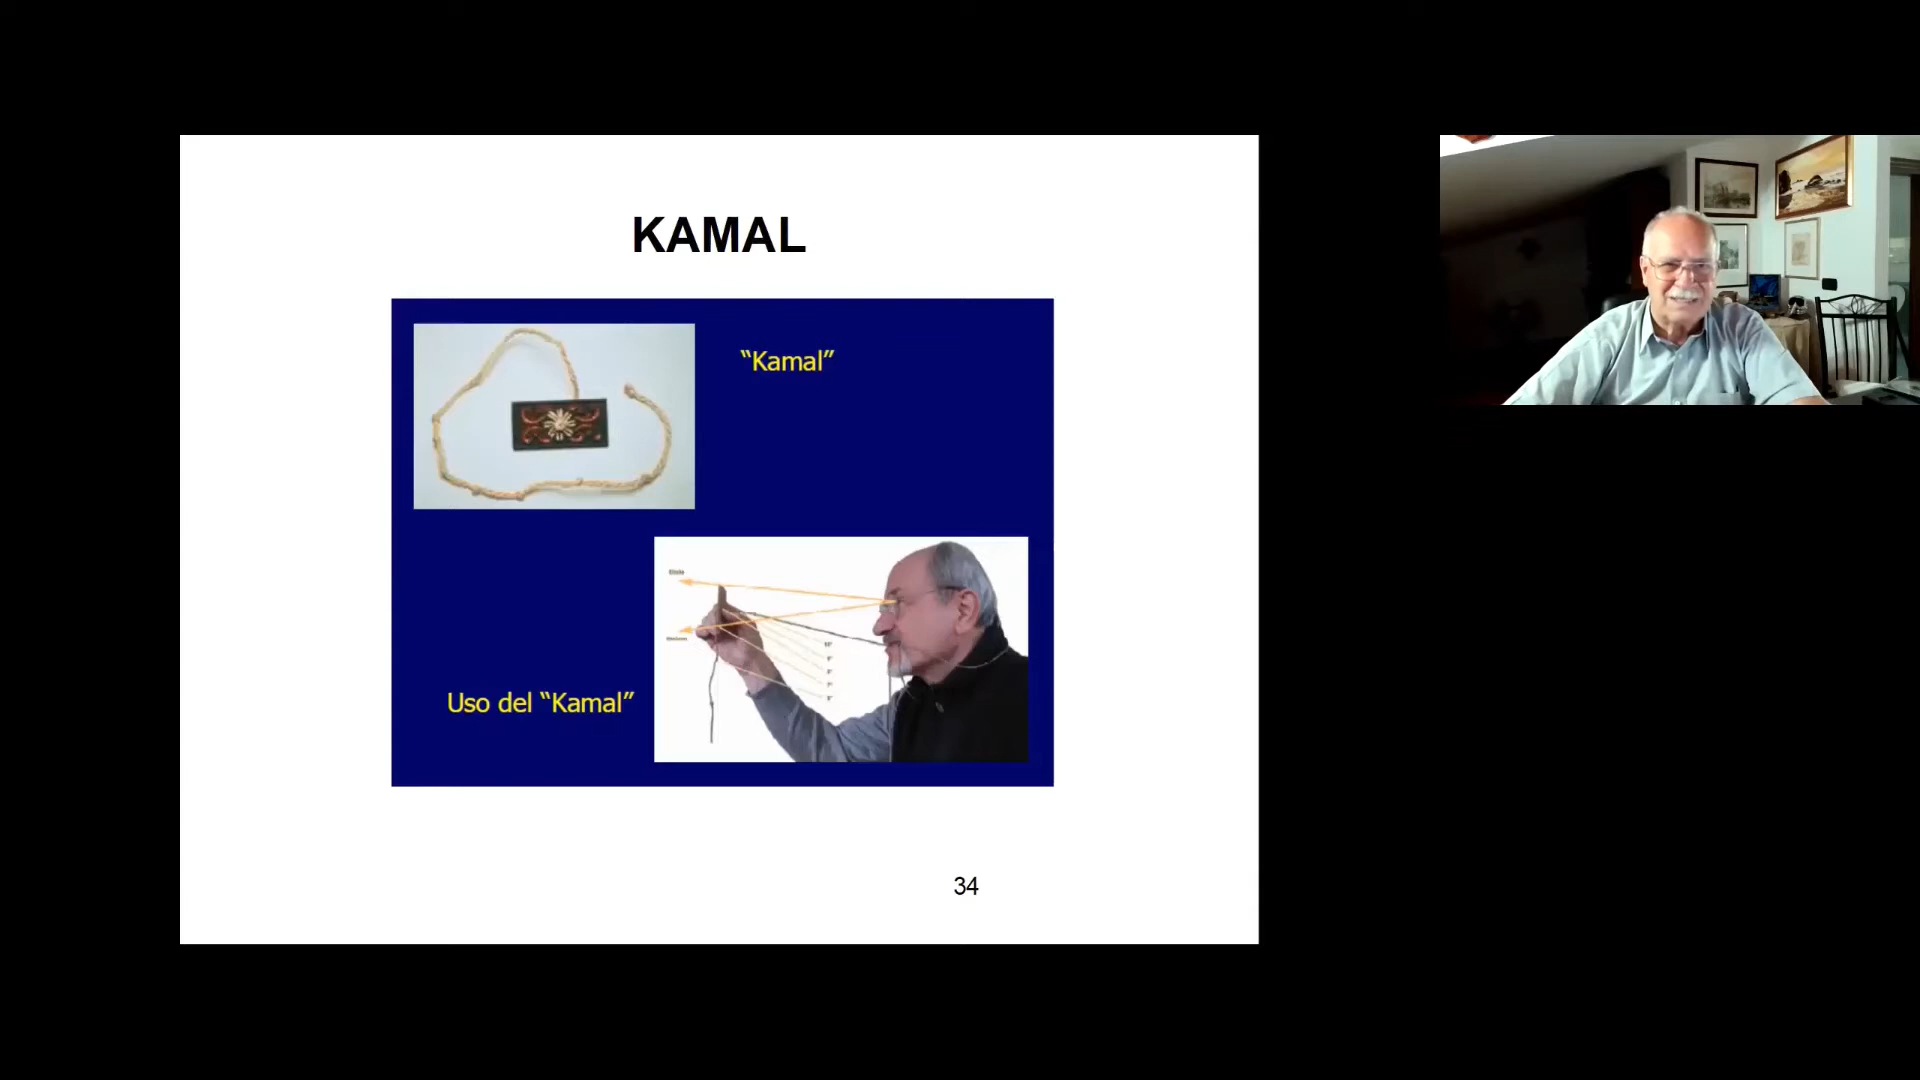 KAMAL
“Kamal”
Uso del “Kamal”
34